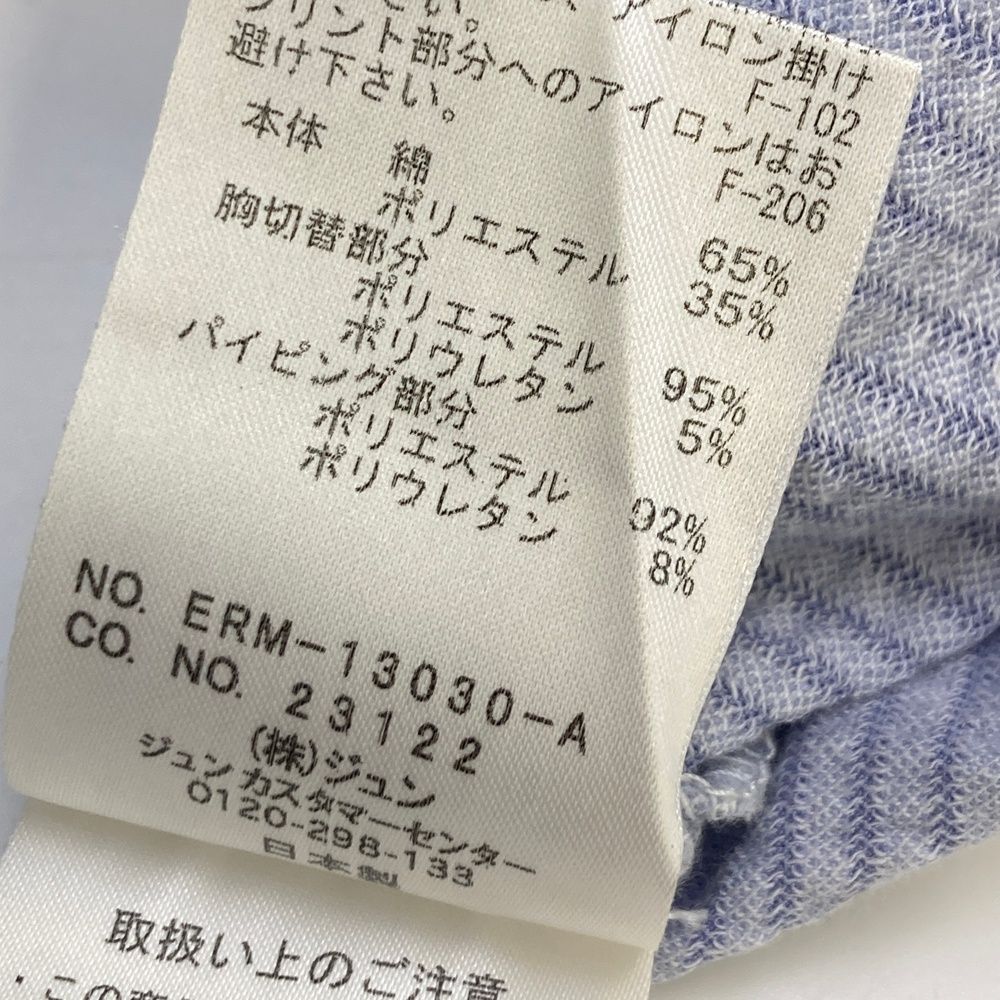 さい。
、アイロン掛け
F-102
プリント部分へのアイロンはお
避け下さい。
F-206
本体 綿 65%
ポリエステル 35%
胸切替部分
ポリエステル 95%
ポリウレタン 5%
パイピング部分
ポリエステル 92%
ポリウレタン 8%
NO. ERM-13030-A
CO. NO. 23122
(株)ジュン
ジュンカスタマーセンター
0120-298-133
日本製
取扱い上のご注意
・この商